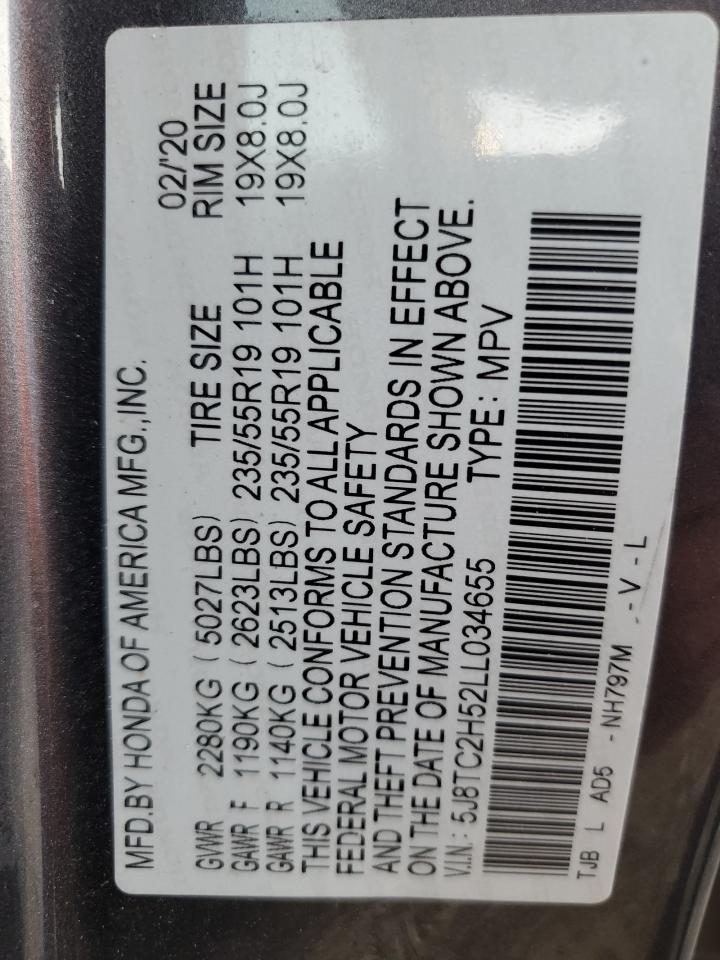 MFD.BY HONDA OF AMERICA MFG.,INC. 02/'20
GVWR 2280KG (5027LBS) TIRE SIZE RIM SIZE
GAWR F 1190KG (2623LBS) 235/55R19 101H 19X8.0J
GAWR R 1140KG (2513LBS) 235/55R19 101H 19X8.0J
THIS VEHICLE CONFORMS TO ALL APPLICABLE
FEDERAL MOTOR VEHICLE SAFETY
AND THEFT PREVENTION STANDARDS IN EFFECT
ON THE DATE OF MANUFACTURE SHOWN ABOVE.
V.I.N.: 5J8TC2H52LL034655 TYPE: MPV
TJB L AD5 -NH797M .-V-L